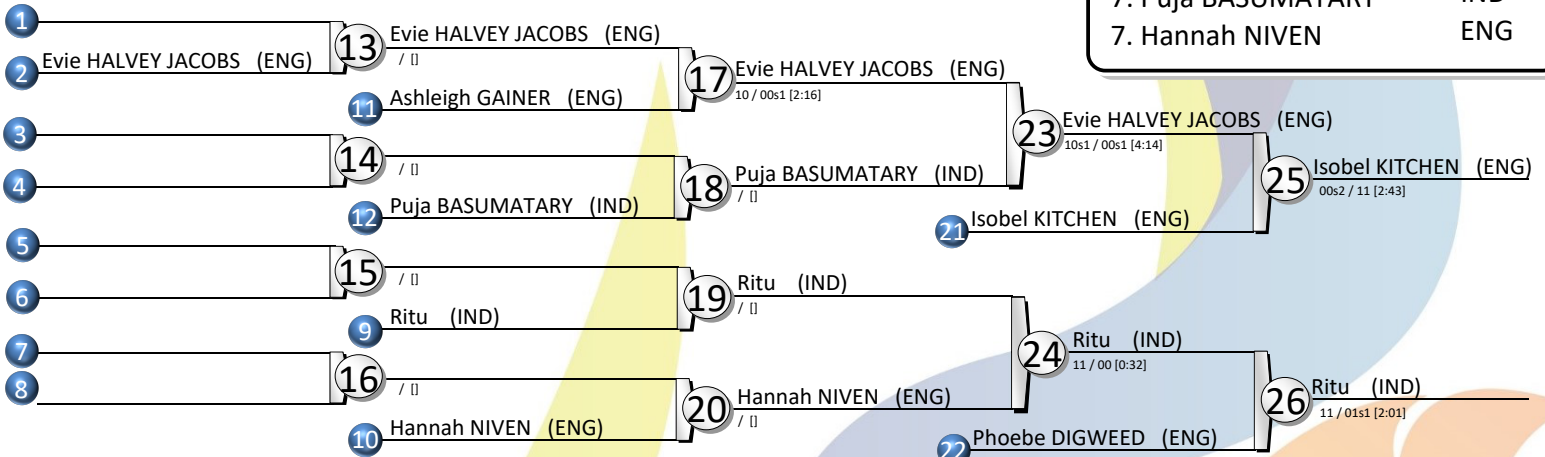 7. Puja BASUMATARY IND
7. Hannah NIVEN ENG
1
2 Evie HALVEY JACOBS (ENG)
13 Evie HALVEY JACOBS (ENG)
/ []
11 Ashleigh GAINER (ENG)
17 Evie HALVEY JACOBS (ENG)
10 / 00s1 [2:16]
3
4
14
/ []
12 Puja BASUMATARY (IND)
18 Puja BASUMATARY (IND)
/ []
23 Evie HALVEY JACOBS (ENG)
10s1 / 00s1 [4:14]
21 Isobel KITCHEN (ENG)
25 Isobel KITCHEN (ENG)
00s2 / 11 [2:43]
5
6
15
/ []
9 Ritu (IND)
19 Ritu (IND)
/ []
7
8
16
/ []
10 Hannah NIVEN (ENG)
20 Hannah NIVEN (ENG)
/ []
24 Ritu (IND)
11 / 00 [0:32]
22 Phoebe DIGWEED (ENG)
26 Ritu (IND)
11 / 01s1 [2:01]